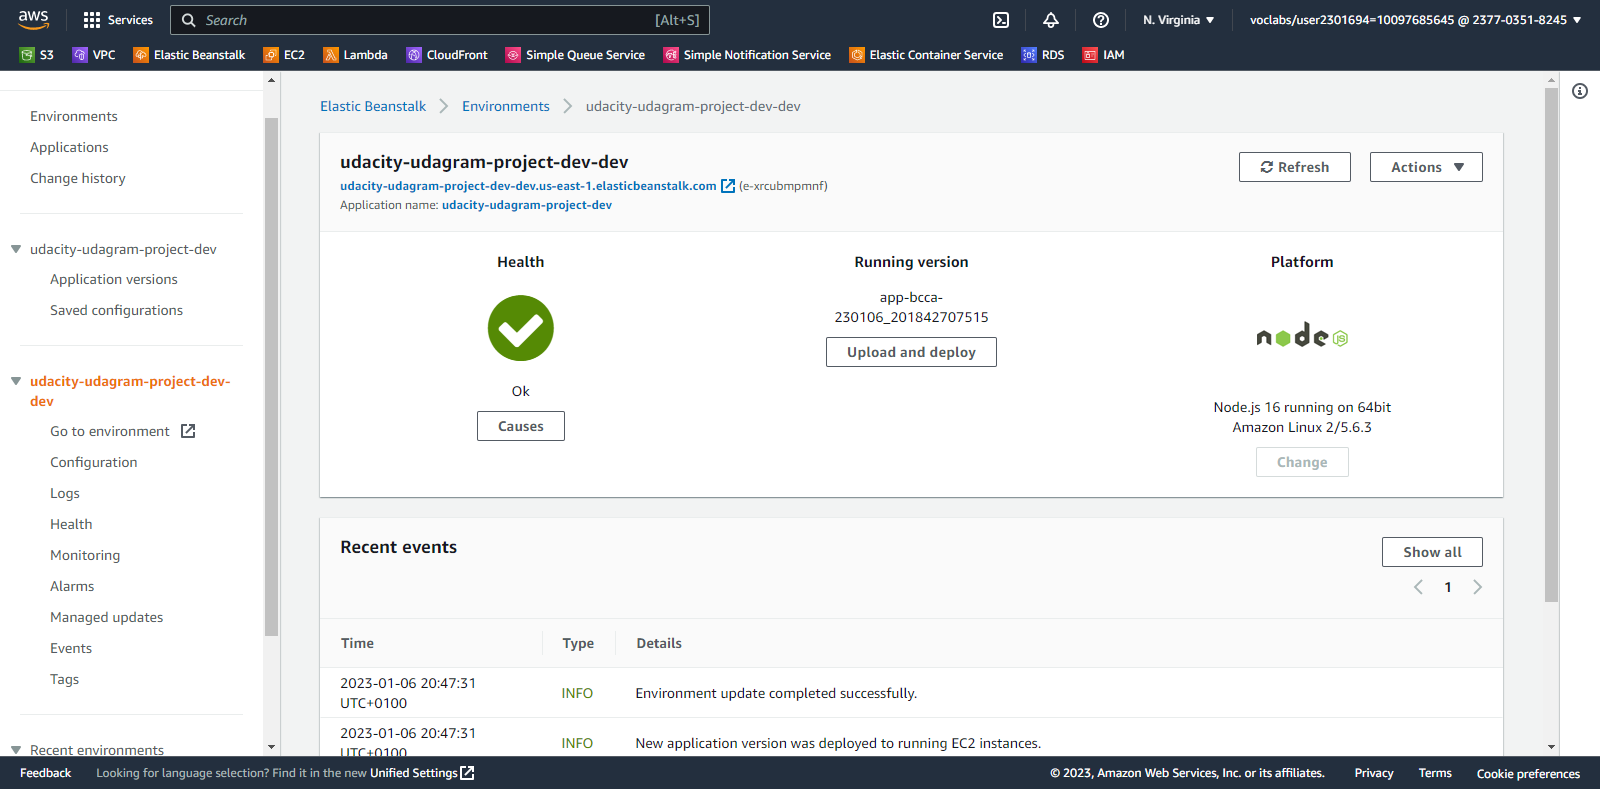 aws
Services
Search
[Alt+S]
N. Virginia
voclabs/user2301694=10097685645 @ 2377-0351-8245
S3
VPC
Elastic Beanstalk
EC2
Lambda
CloudFront
Simple Queue Service
Simple Notification Service
Elastic Container Service
RDS
IAM
Environments
Applications
Change history
udacity-udagram-project-dev
Application versions
Saved configurations
udacity-udagram-project-dev-
dev
Go to environment
Configuration
Logs
Health
Monitoring
Alarms
Managed updates
Events
Tags
Recent environments
Elastic Beanstalk > Environments > udacity-udagram-project-dev-dev
udacity-udagram-project-dev-dev
udacity-udagram-project-dev-dev.us-east-1.elasticbeanstalk.com (e-xrcubmpmnf)
Application name: udacity-udagram-project-dev
Refresh
Actions
Health
Ok
Causes
Running version
app-bcca-
230106_201842707515
Upload and deploy
Platform
node JS
Node.js 16 running on 64bit
Amazon Linux 2/5.6.3
Change
Recent events
Show all
1
Time Type Details
2023-01-06 20:47:31
UTC+0100
INFO
Environment update completed successfully.
2023-01-06 20:47:31
UTC+0100
INFO
New application version was deployed to running EC2 instances.
Feedback
Looking for language selection? Find it in the new Unified Settings
© 2023, Amazon Web Services, Inc. or its affiliates.
Privacy
Terms
Cookie preferences